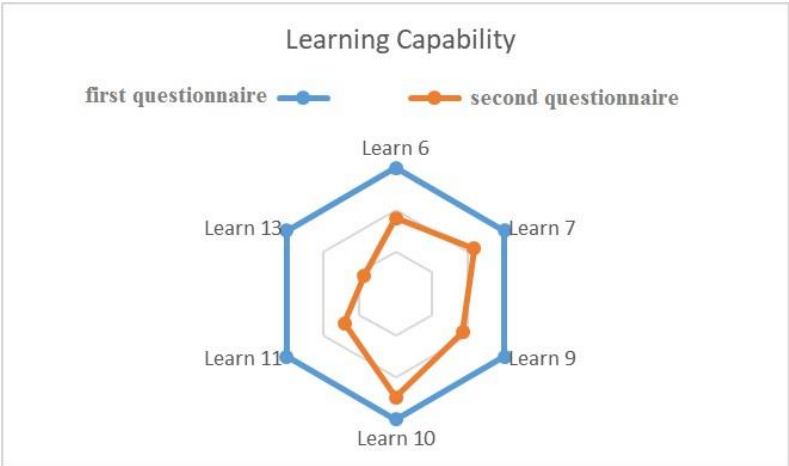 Learning Capability
first questionnaire
second questionnaire
Learn 6
Learn 13
Learn 7
Learn 11
Learn 9
Learn 10